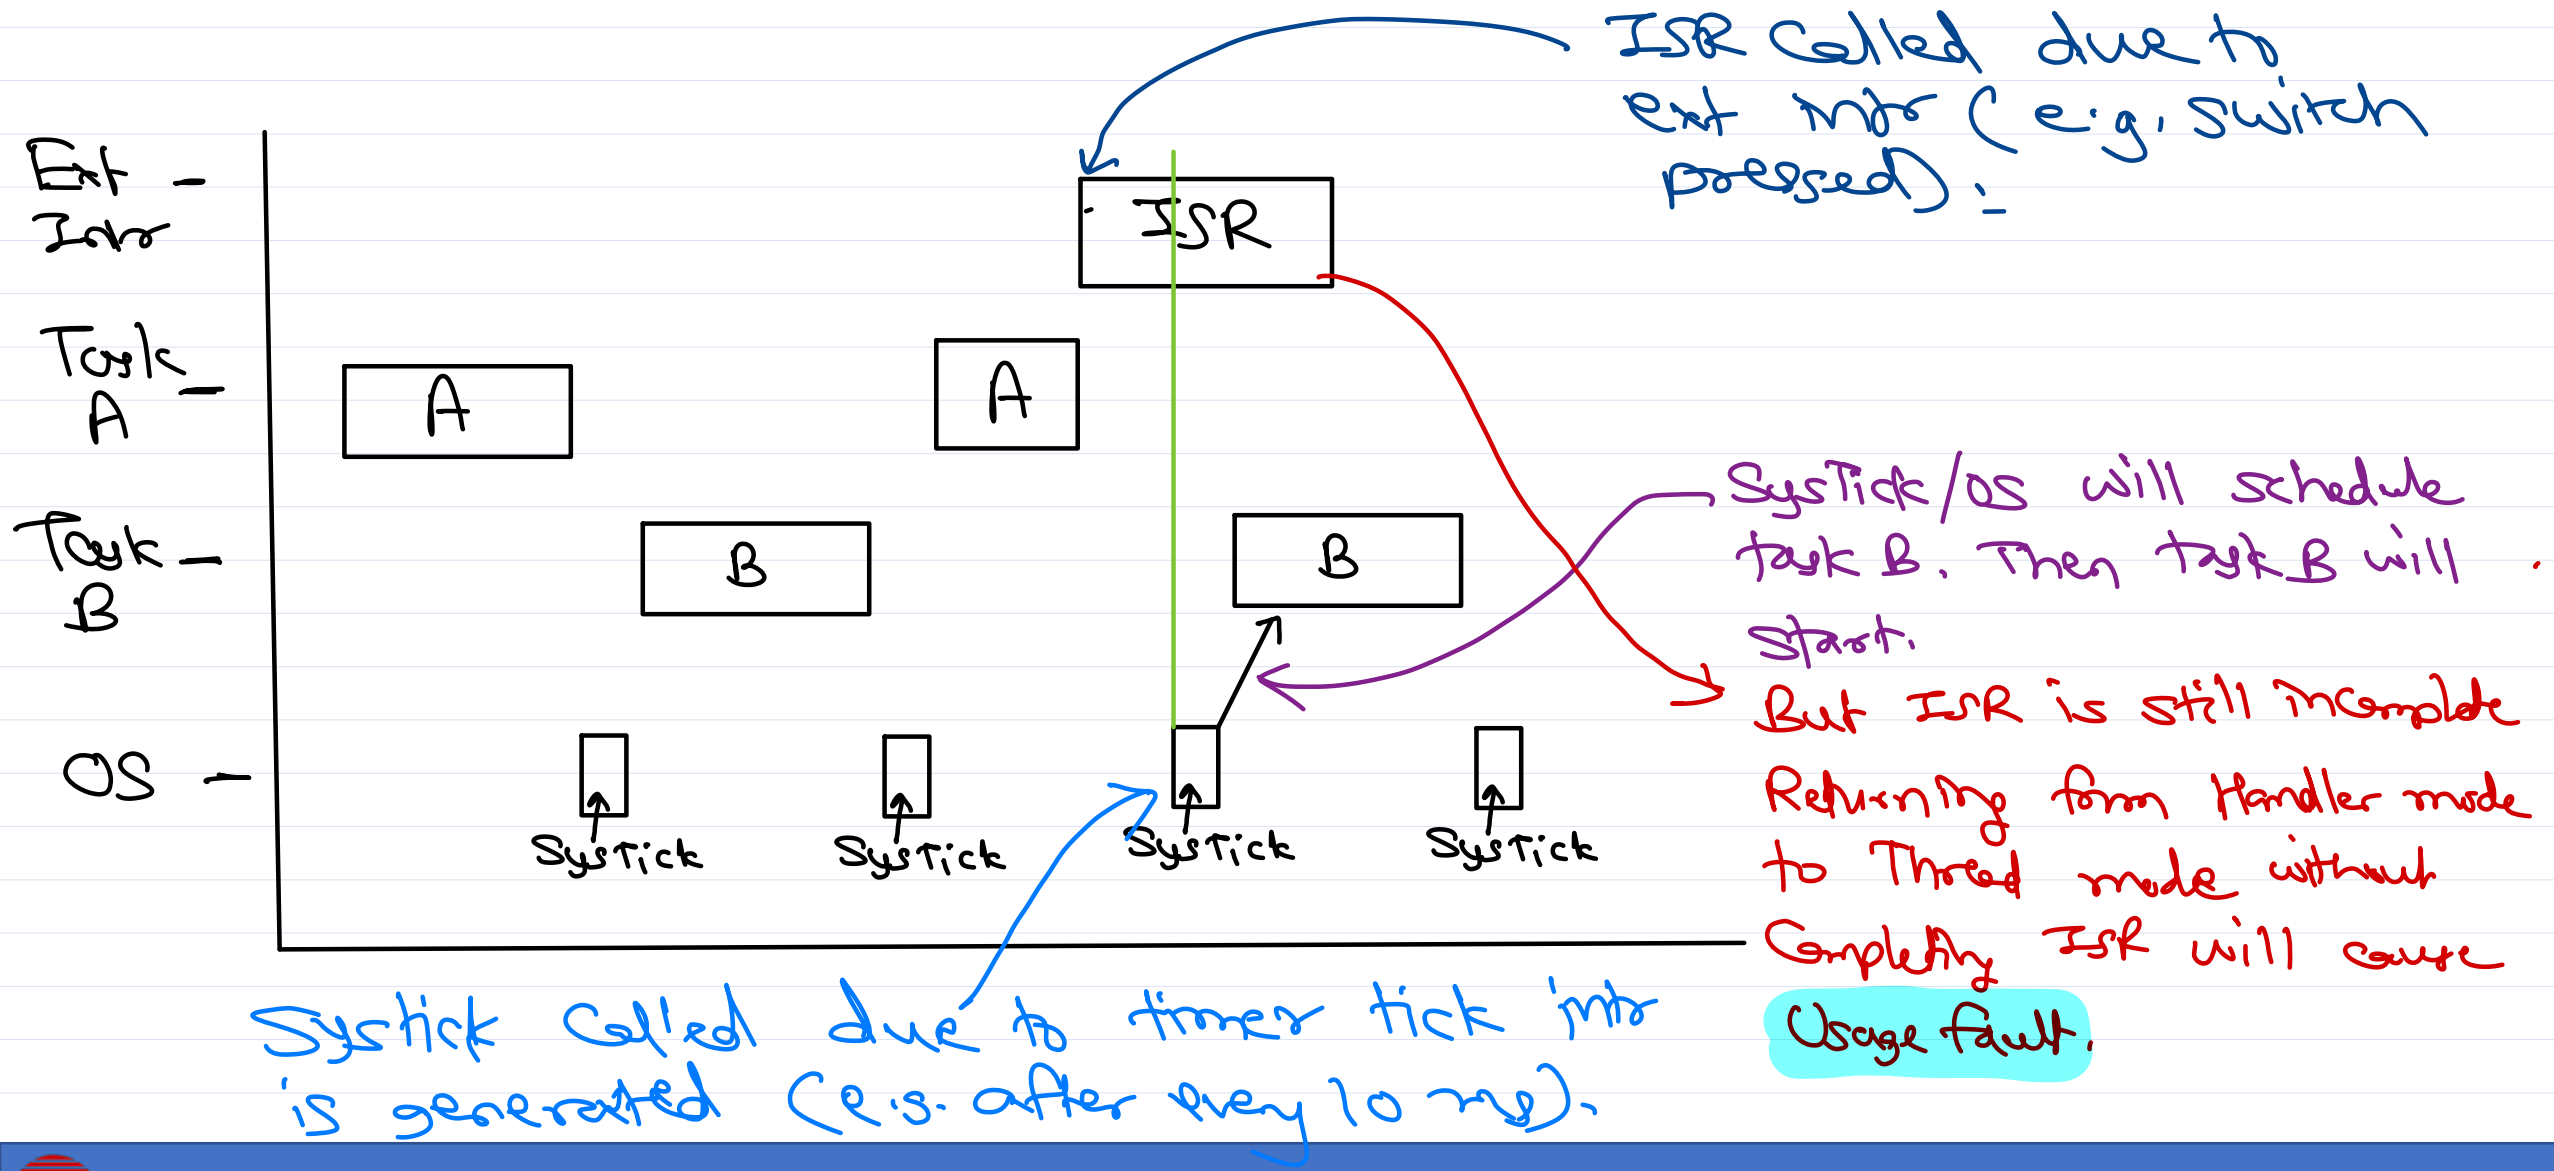 ISR Called due to
ext intr (e.g. switch
pressed).
Ext -
Intr
ISR
Task
A -
A
A
SysTick/OS will schedule
task B. Then task B will
start.
Task -
B
B
B
But ISR is still incomplete
OS -
Returning from Handler mode
to Thread mode without
Completing ISR will cause
Usage fault.
SysTick
SysTick
SysTick
SysTick
Systick Called due to timer tick intr
is generated (e.g. after every 10 ms).